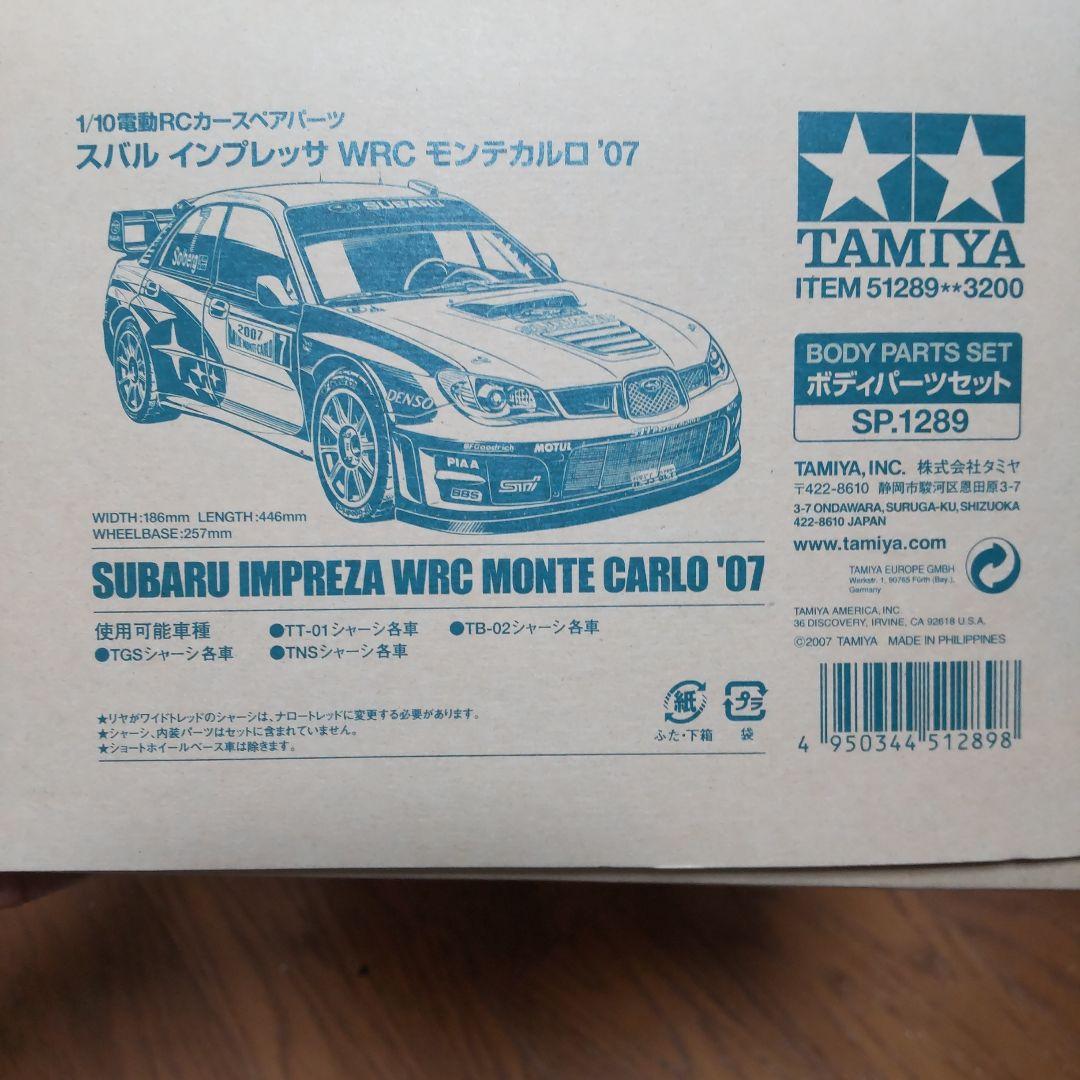 1/10電動RCカースペアパーツ
スバル インプレッサ WRC モンテカルロ '07
SUBARU
Solberg
2007
MONTE CARLO
7
DENSO
BFGoodrich
MOTUL
PIAA
BBS
STi
WIDTH:186mm LENGTH:446mm
WHEELBASE:257mm
SUBARU IMPREZA WRC MONTE CARLO '07
使用可能車種 ●TT-01シャーシ各車 ●TB-02シャーシ各車
●TGSシャーシ各車 ●TNSシャーシ各車
★リヤがワイドトレッドのシャーシは、ナロートレッドに変更する必要があります。
★シャーシ、内装パーツはセットに含まれていません。
★ショートホイールベース車は除きます。
紙
ふた・下箱
プラ
袋
TAMIYA
ITEM 51289**3200
BODY PARTS SET
ボディパーツセット
SP.1289
TAMIYA, INC. 株式会社タミヤ
〒422-8610 静岡市駿河区恩田原3-7
3-7 ONDAWARA, SURUGA-KU, SHIZUOKA
422-8610 JAPAN
www.tamiya.com
TAMIYA EUROPE GMBH
Werkstr. 1, 90765 Fürth (Bay.),
Germany
TAMIYA AMERICA, INC.
36 DISCOVERY, IRVINE, CA 92618 U.S.A.
©2007 TAMIYA MADE IN PHILIPPINES
4 950344 512898